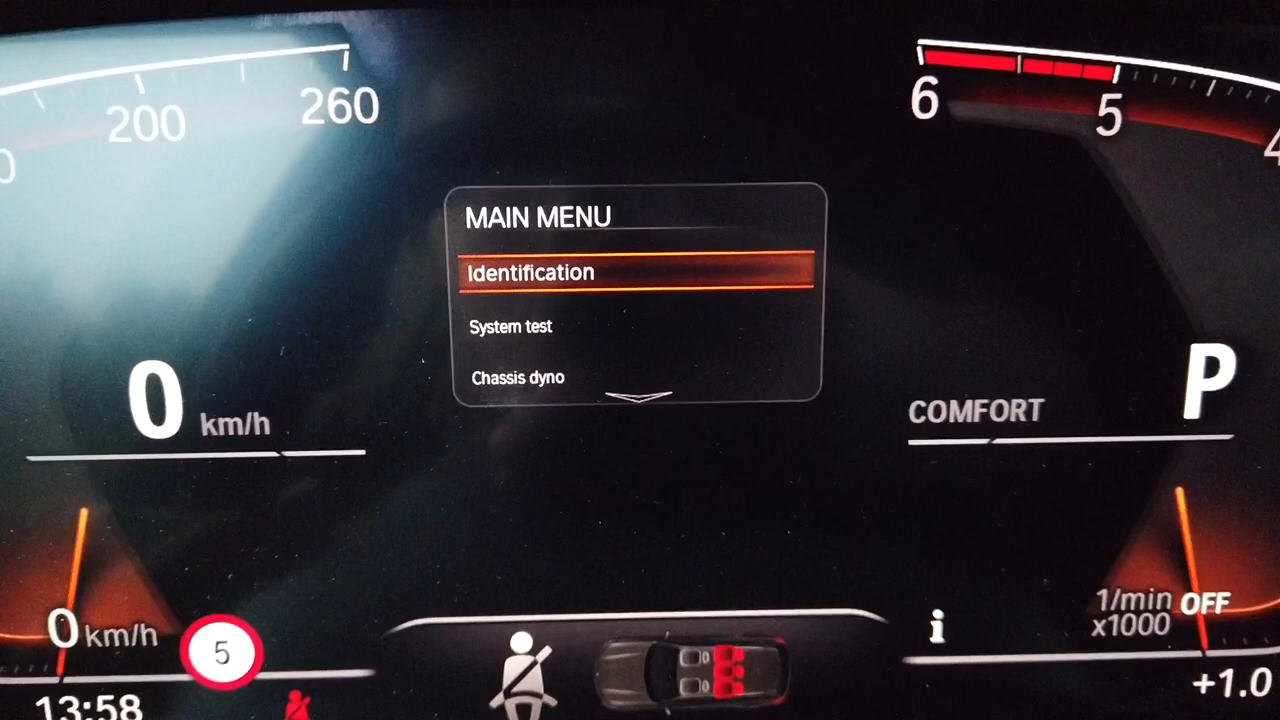 200
260
6
5
4
0
MAIN MENU
Identification
System test
Chassis dyno
0 km/h
COMFORT
P
0 km/h
5
i
1/min
x1000
OFF
13:58
+1.0